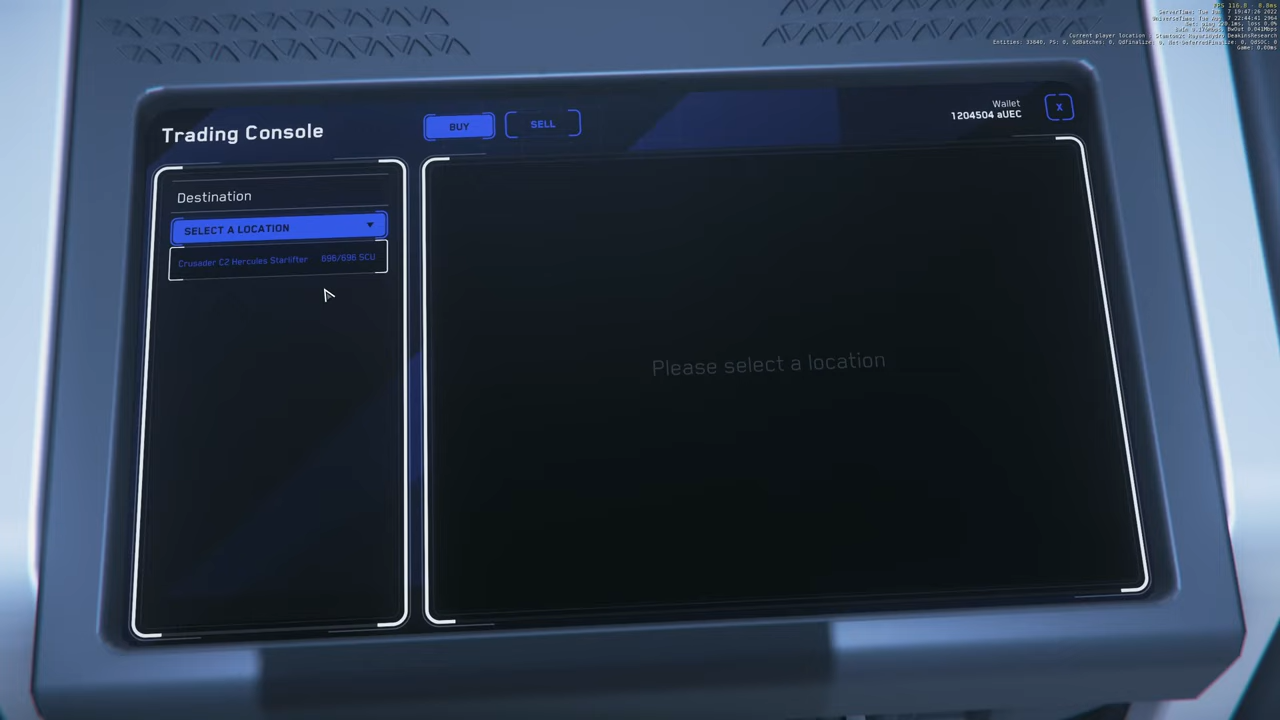 Trading Console
BUY
SELL
Wallet
1204504 aUEC
X
Destination
SELECT A LOCATION
Crusader C2 Hercules Starlifter 696/696 SCU
Please select a location